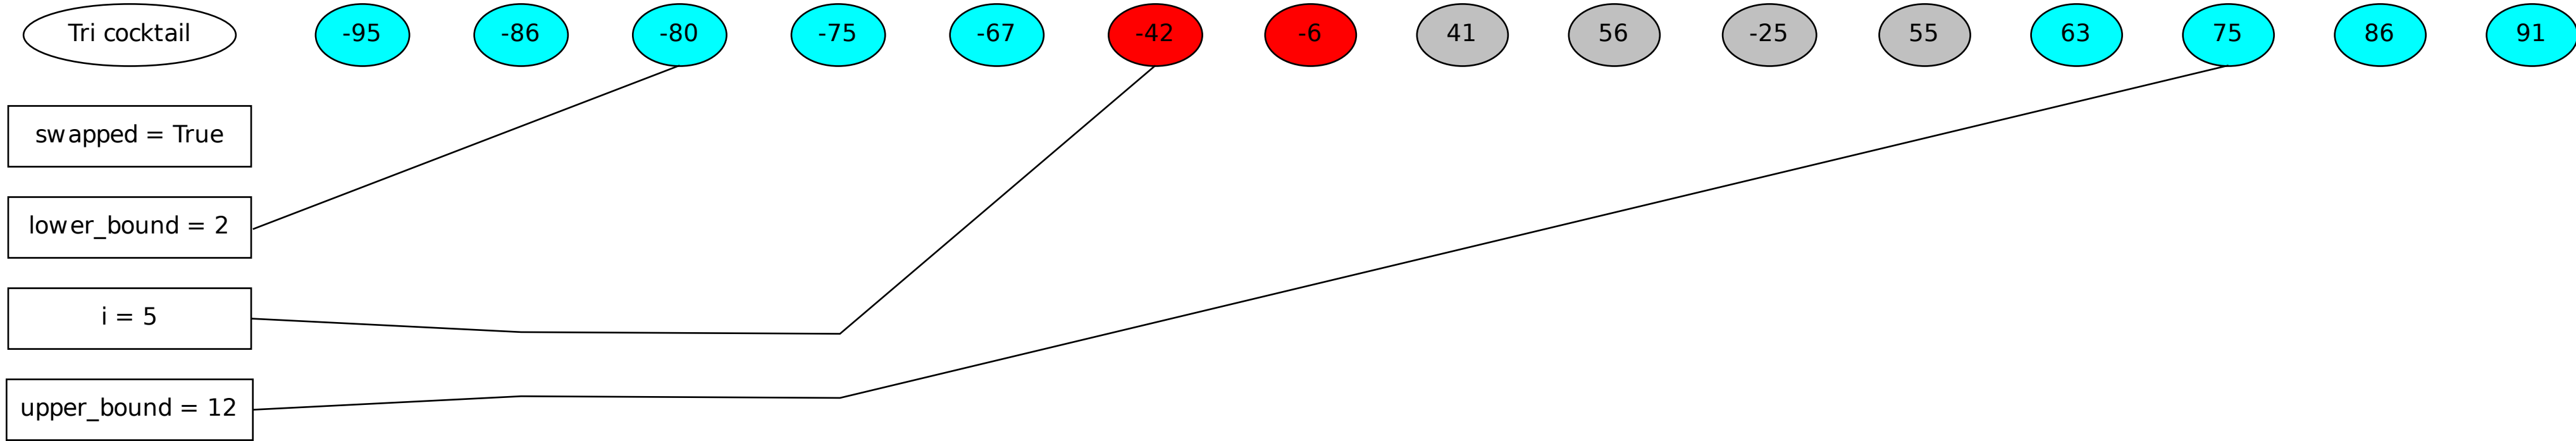 Tri cocktail -95 -86 -80 -75 -67 -42 -6 41 56 -25 55 63 75 86 91
swapped = True
lower_bound = 2
i = 5
upper_bound = 12